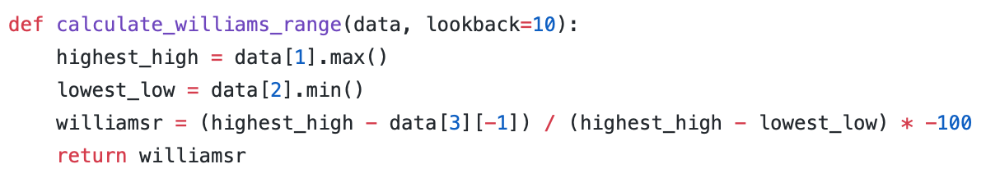 def calculate_williams_range(data, lookback=10):
    highest_high = data[1].max()
    lowest_low = data[2].min()
    williamsr = (highest_high - data[3][-1]) / (highest_high - lowest_low) * -100
    return williamsr